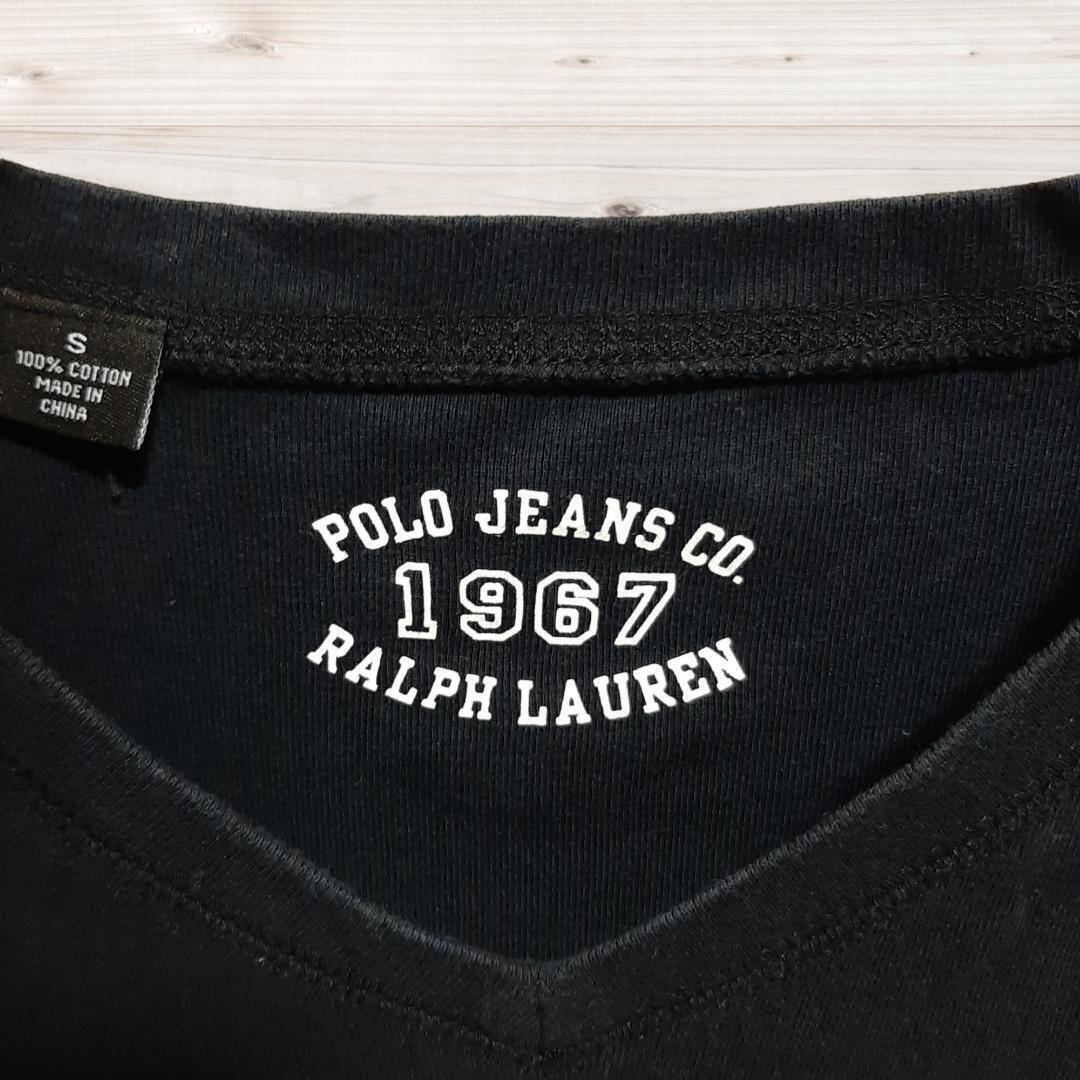 S
100% COTTON
MADE IN
CHINA
POLO JEANS CO.
1967
RALPH LAUREN